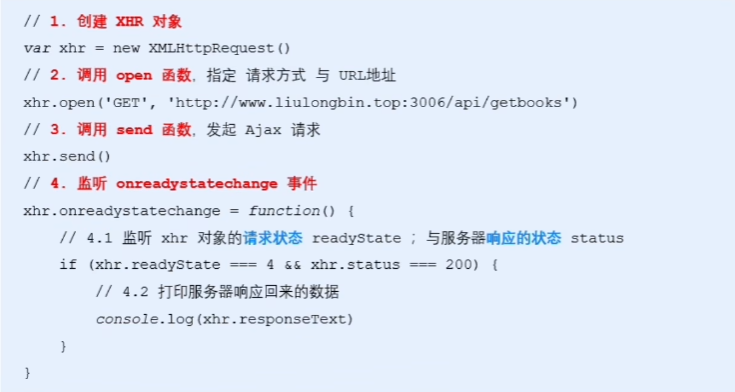 // 1. 创建 XHR 对象
var xhr = new XMLHttpRequest()
// 2. 调用 open 函数，指定 请求方式 与 URL地址
xhr.open('GET', 'http://www.liulongbin.top:3006/api/getbooks')
// 3. 调用 send 函数，发起 Ajax 请求
xhr.send()
// 4. 监听 onreadystatechange 事件
xhr.onreadystatechange = function() {
    // 4.1 监听 xhr 对象的请求状态 readyState ；与服务器响应的状态 status
    if (xhr.readyState === 4 && xhr.status === 200) {
        // 4.2 打印服务器响应回来的数据
        console.log(xhr.responseText)
    }
}